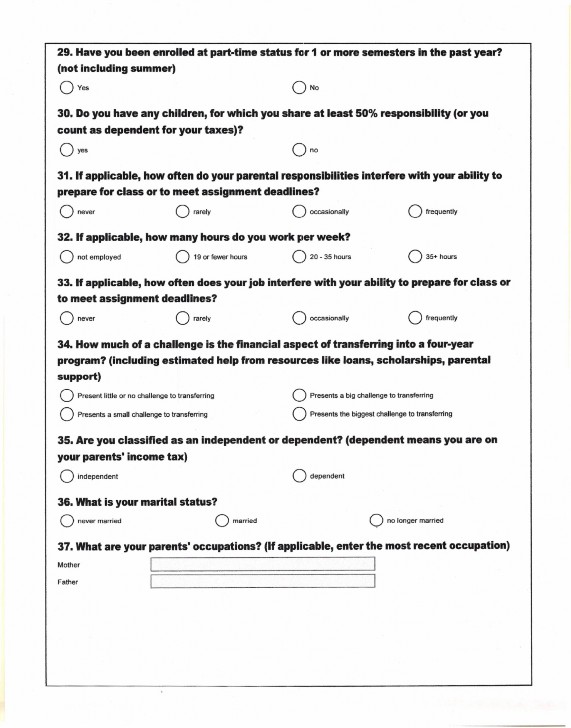 29. Have you been enrolled at part-time status for 1 or more semesters in the past year?
(not including summer)
Yes No
30. Do you have any children, for which you share at least 50% responsibility (or you
count as dependent for your taxes)?
yes no
31. If applicable, how often do your parental responsibilities interfere with your ability to
prepare for class or to meet assignment deadlines?
never rarely occasionally frequently
32. If applicable, how many hours do you work per week?
not employed 19 or fewer hours 20 - 35 hours 35+ hours
33. If applicable, how often does your job interfere with your ability to prepare for class or
to meet assignment deadlines?
never rarely occasionally frequently
34. How much of a challenge is the financial aspect of transferring into a four-year
program? (including estimated help from resources like loans, scholarships, parental
support)
Present little or no challenge to transferring Presents a big challenge to transferring
Presents a small challenge to transferring Presents the biggest challenge to transferring
35. Are you classified as an independent or dependent? (dependent means you are on
your parents' income tax)
independent dependent
36. What is your marital status?
never married married no longer married
37. What are your parents' occupations? (If applicable, enter the most recent occupation)
Mother
Father